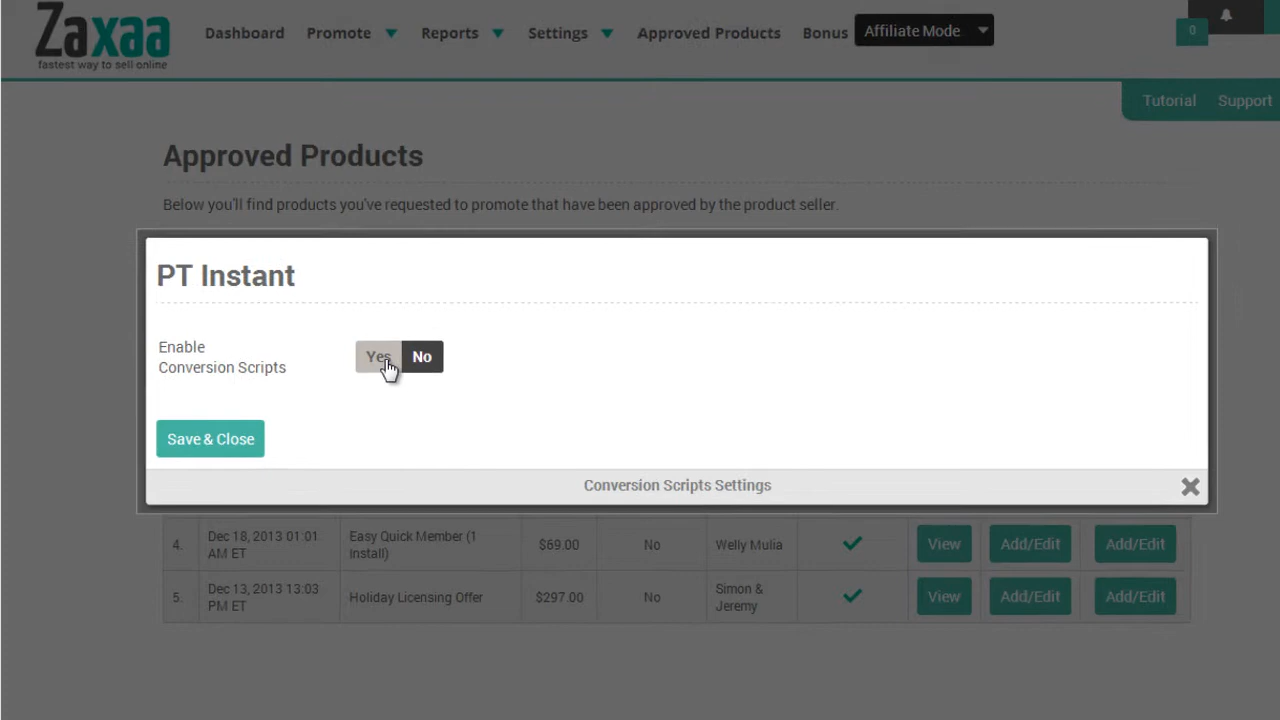 Zaxaa
fastest way to sell online
Dashboard Promote Reports Settings Approved Products Bonus Affiliate Mode 0
Tutorial Support
Approved Products
Below you'll find products you've requested to promote that have been approved by the product seller.
PT Instant
Enable
Conversion Scripts
Yes No
Save & Close
Conversion Scripts Settings
4. Dec 18, 2013 01:01 AM ET Easy Quick Member (1 Install) $69.00 No Welly Mulia View Add/Edit Add/Edit
5. Dec 13, 2013 13:03 PM ET Holiday Licensing Offer $297.00 No Simon & Jeremy View Add/Edit Add/Edit